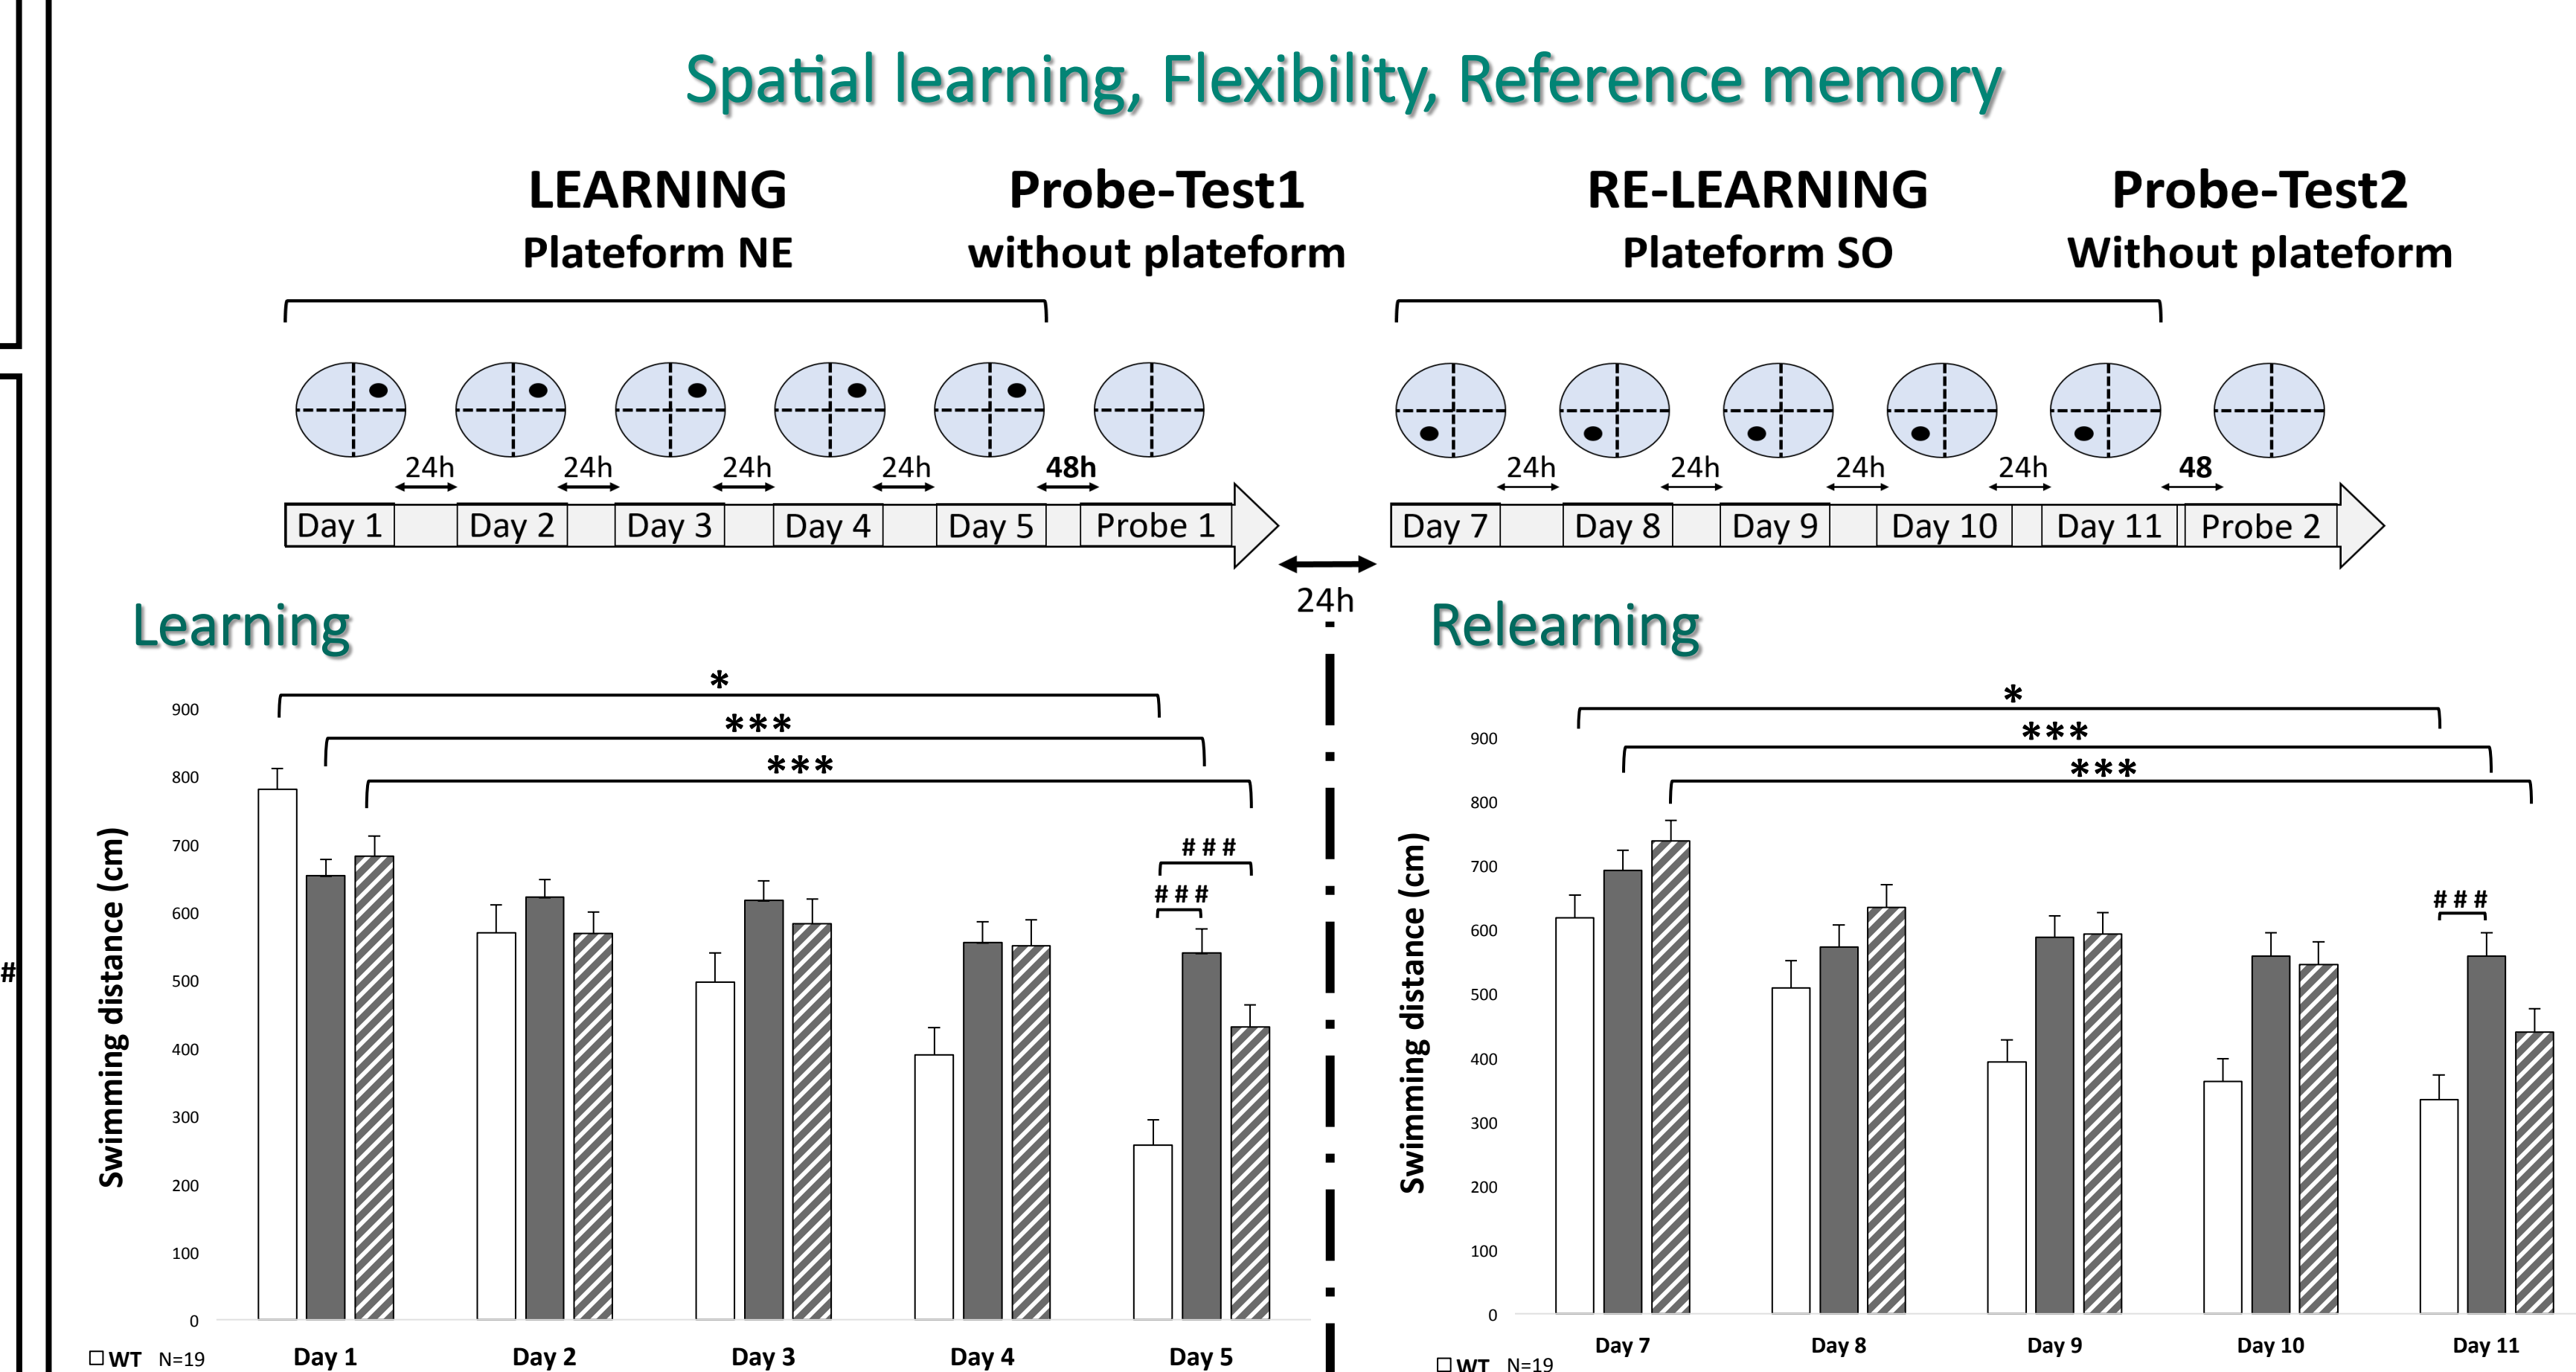 Spatial learning, Flexibility, Reference memory
LEARNING
Plateform NE
Probe-Test1
without plateform
RE-LEARNING
Plateform SO
Probe-Test2
Without plateform
24h 24h 24h 24h 48h
Day 1 Day 2 Day 3 Day 4 Day 5 Probe 1
24h 24h 24h 24h 48
Day 7 Day 8 Day 9 Day 10 Day 11 Probe 2
24h
Learning
*
***
***
# # #
# # #
900
800
700
600
500
400
300
200
100
0
Swimming distance (cm)
Day 1 Day 2 Day 3 Day 4 Day 5
WT N=19
Relearning
*
***
***
# # #
900
800
700
600
500
400
300
200
100
0
Swimming distance (cm)
Day 7 Day 8 Day 9 Day 10 Day 11
WT N=19
#